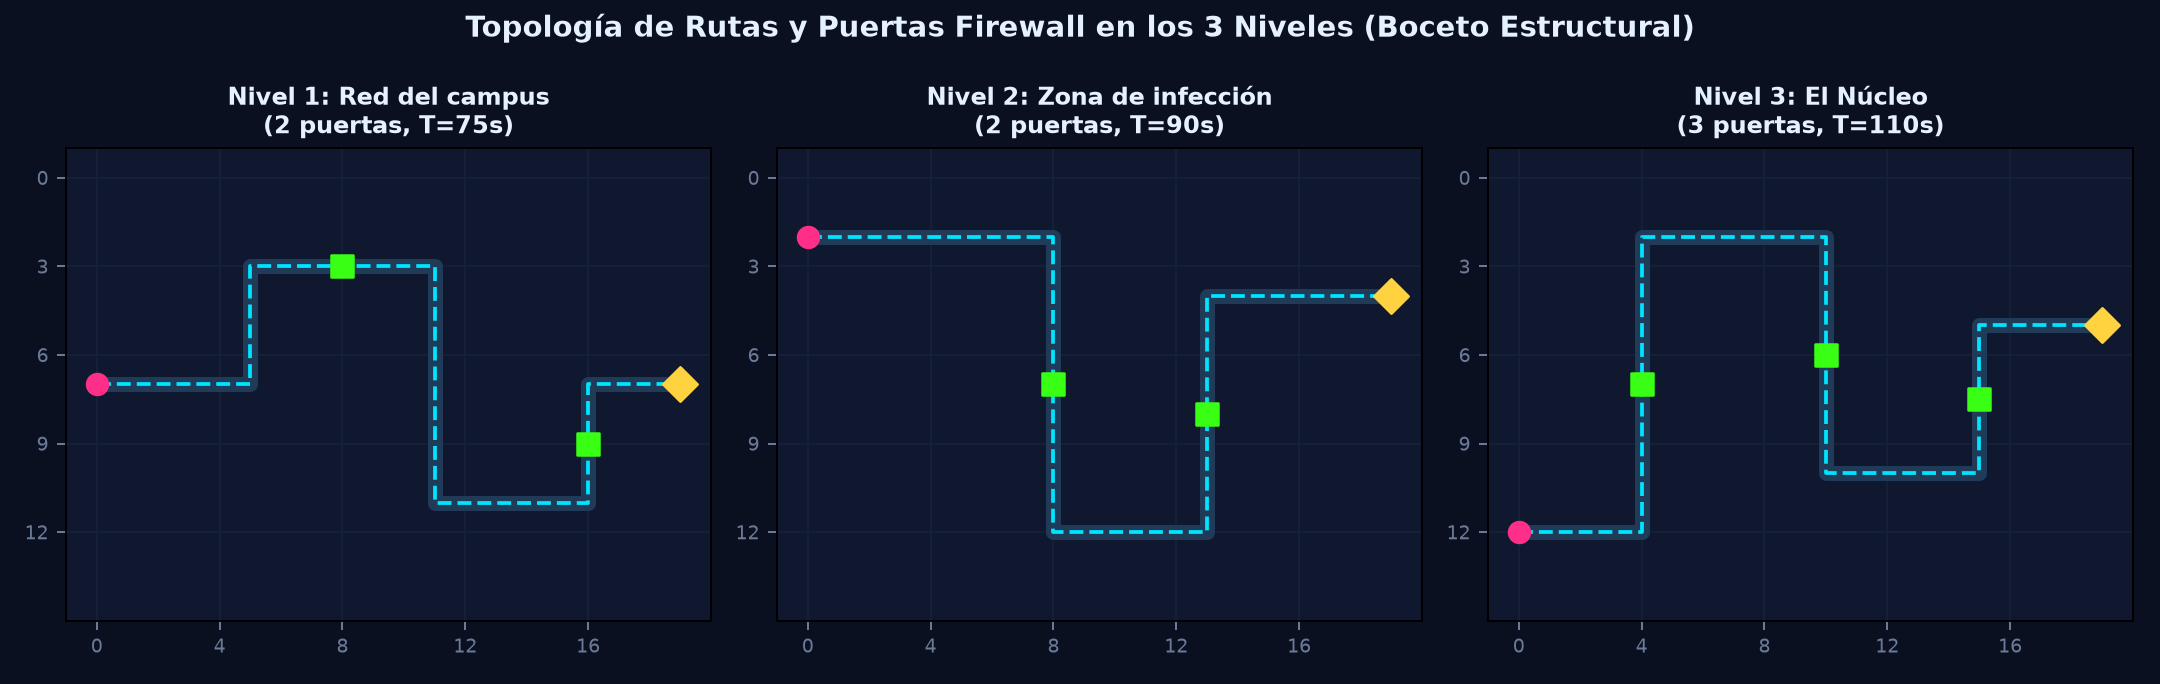 Topología de Rutas y Puertas Firewall en los 3 Niveles (Boceto Estructural)
Nivel 1: Red del campus
(2 puertas, T=75s)
0
3
6
9
12
0 4 8 12 16
Nivel 2: Zona de infección
(2 puertas, T=90s)
0
3
6
9
12
0 4 8 12 16
Nivel 3: El Núcleo
(3 puertas, T=110s)
0
3
6
9
12
0 4 8 12 16